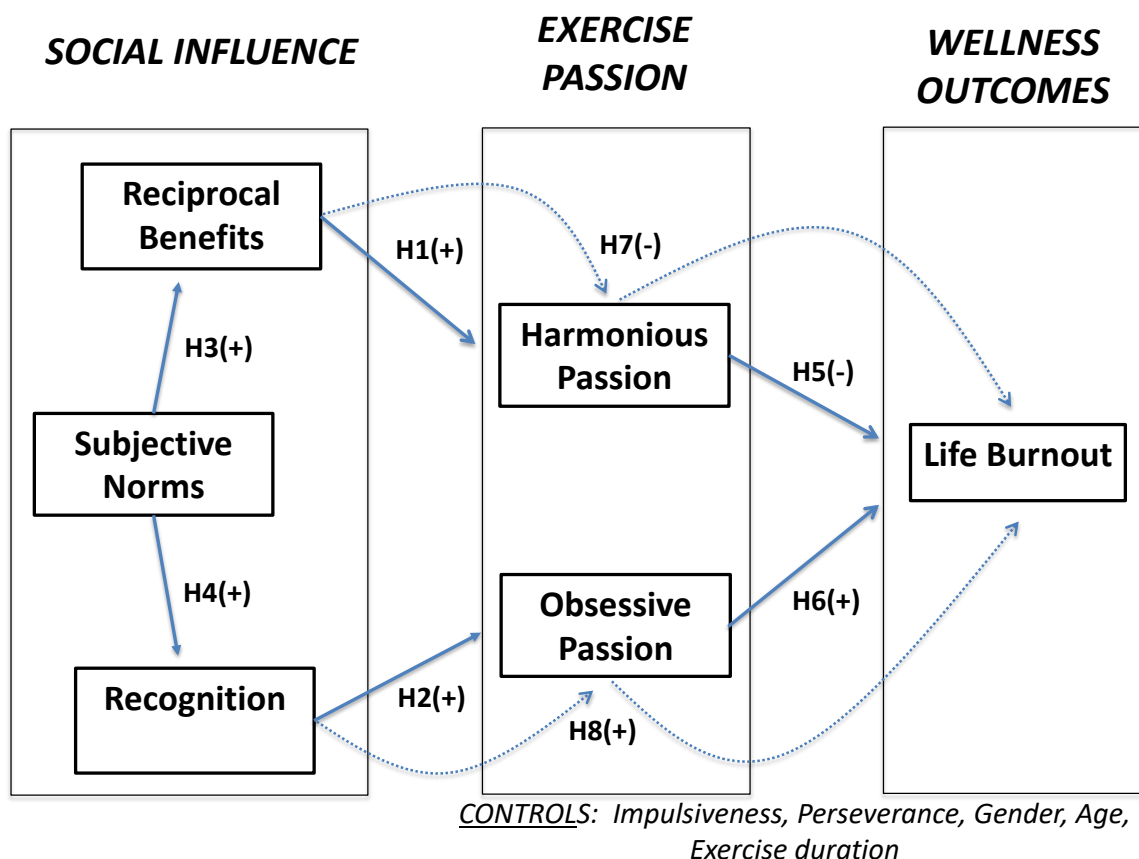 SOCIAL INFLUENCE
EXERCISE
PASSION
WELLNESS
OUTCOMES
Reciprocal
Benefits
H1(+)
H7(-)
H3(+)
Harmonious
Passion
H5(-)
Subjective
Norms
Life Burnout
H4(+)
Obsessive
Passion
H6(+)
Recognition
H2(+)
H8(+)
CONTROLS: Impulsiveness, Perseverance, Gender, Age,
Exercise duration